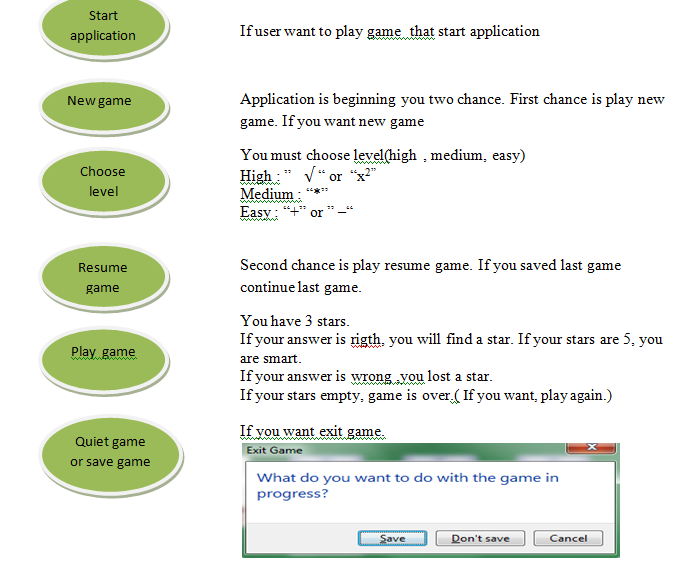 Start
application
If user want to play game that start application
New game
Application is beginning you two chance. First chance is play new
game. If you want new game
Choose
level
You must choose level(high , medium, easy)
High : ” √ “ or “x²”
Medium : “*”
Easy : “+” or ” –“
Resume
game
Second chance is play resume game. If you saved last game
continue last game.
Play game
You have 3 stars.
If your answer is rigth, you will find a star. If your stars are 5, you
are smart.
If your answer is wrong ,you lost a star.
If your stars empty, game is over.( If you want, play again.)
Quiet game
or save game
If you want exit game.
Exit Game
What do you want to do with the game in
progress?
Save Don't save Cancel